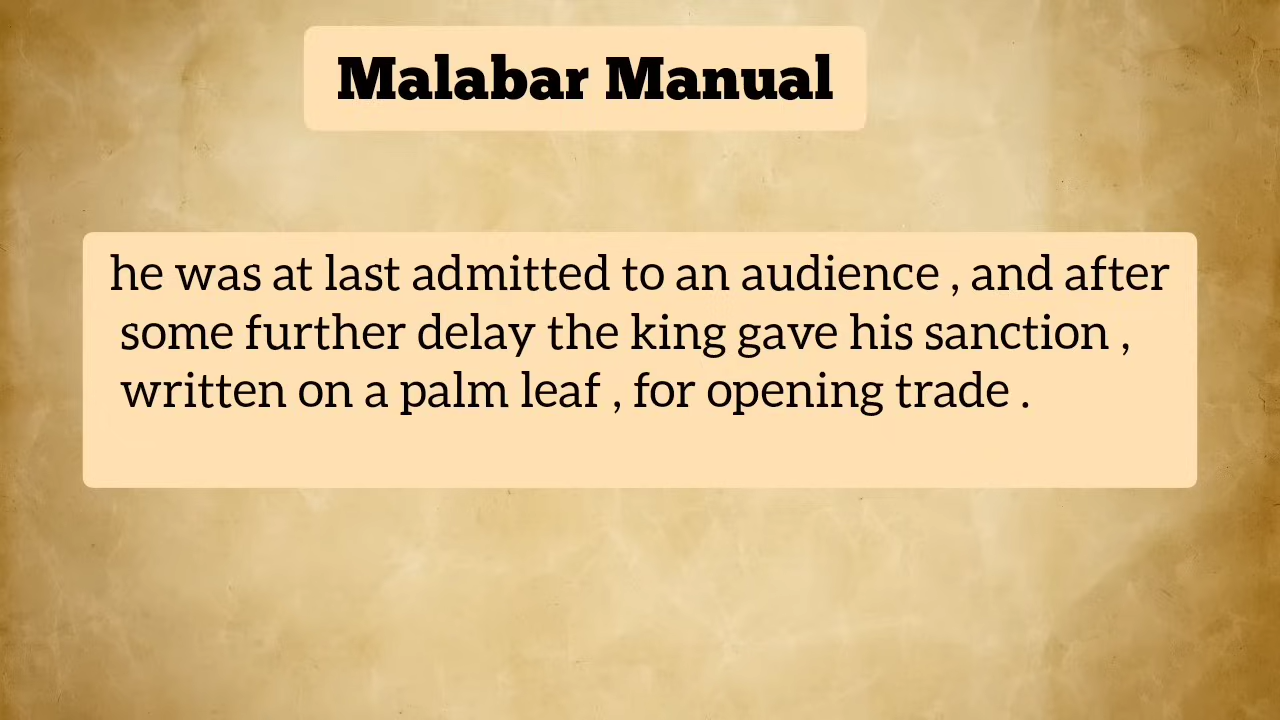 Malabar Manual
he was at last admitted to an audience , and after
some further delay the king gave his sanction ,
written on a palm leaf , for opening trade .